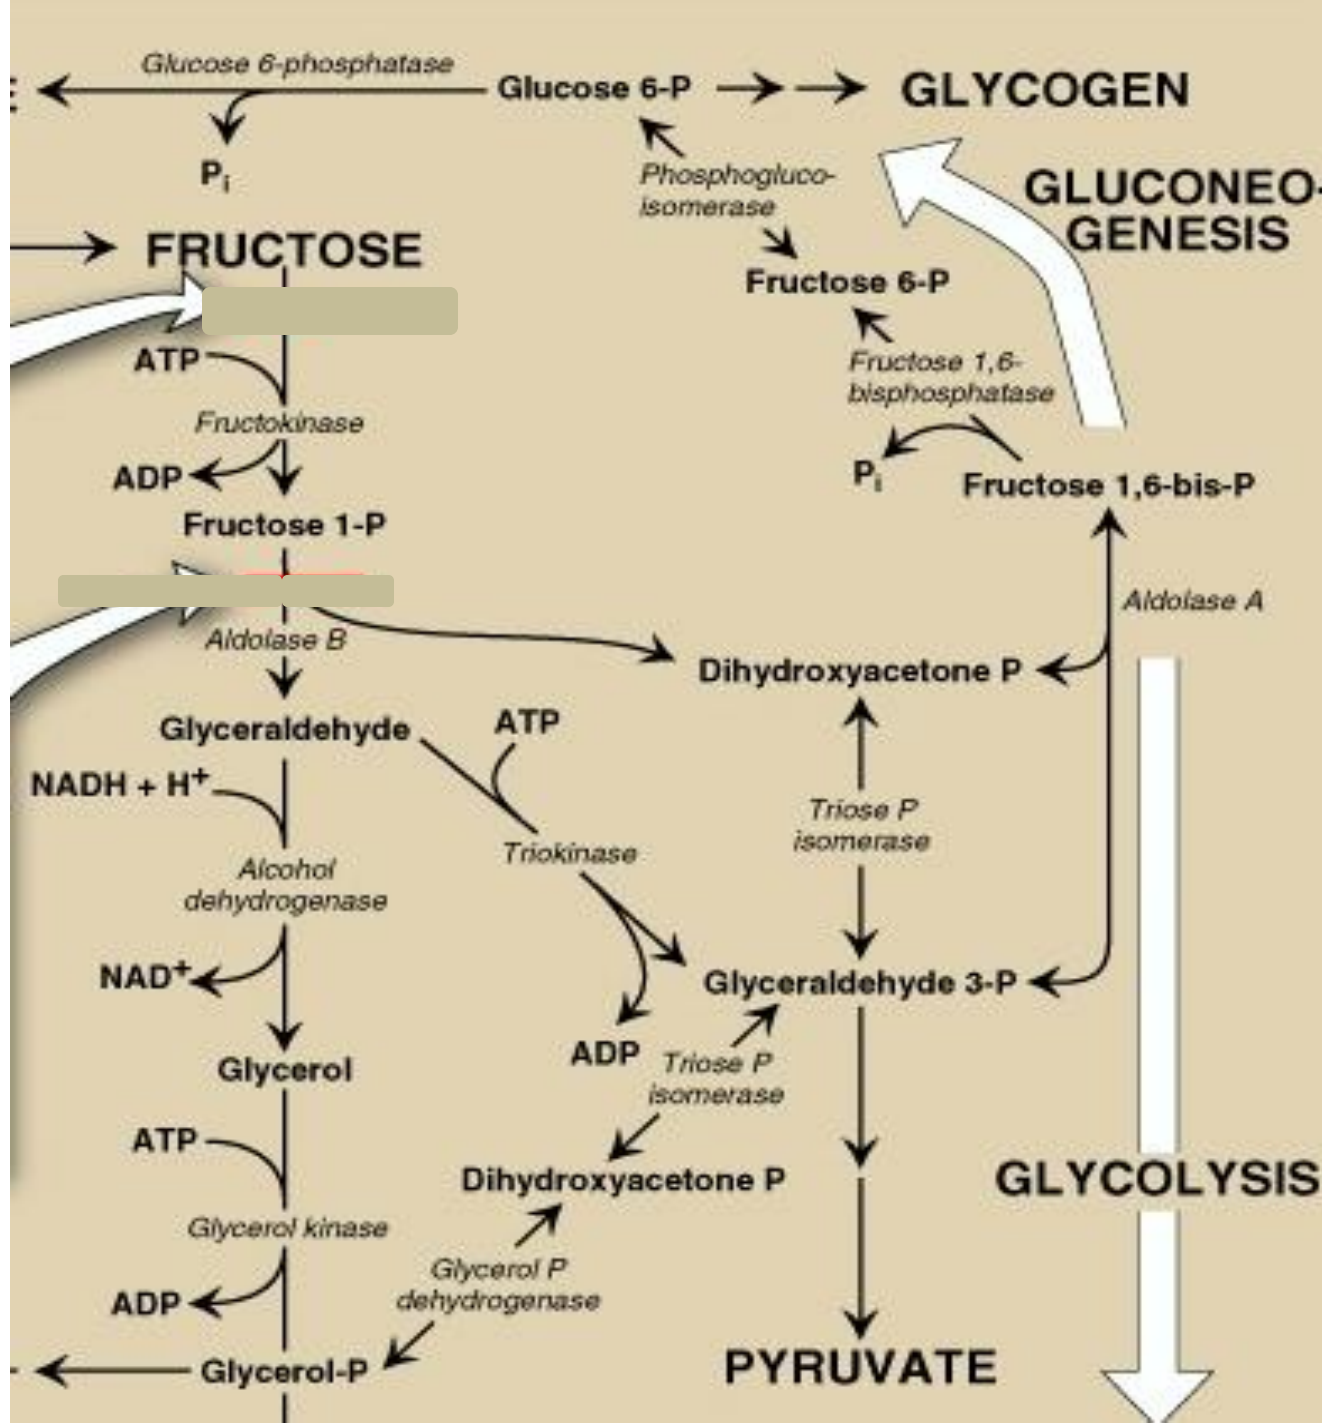 Glucose 6-phosphatase
E
Glucose 6-P
GLYCOGEN
Pi
Phosphogluco-
isomerase
GLUCONEO-
GENESIS
FRUCTOSE
Fructose 6-P
ATP
Fructose 1,6-
bisphosphatase
Fructokinase
ADP
Pi
Fructose 1,6-bis-P
Fructose 1-P
Aldolase A
Aldolase B
Dihydroxyacetone P
Glyceraldehyde
ATP
NADH + H+
Triose P
isomerase
Triokinase
Alcohol
dehydrogenase
NAD+
Glyceraldehyde 3-P
ADP
Triose P
isomerase
Glycerol
ATP
Dihydroxyacetone P
GLYCOLYSIS
Glycerol kinase
Glycerol P
dehydrogenase
ADP
Glycerol-P
PYRUVATE